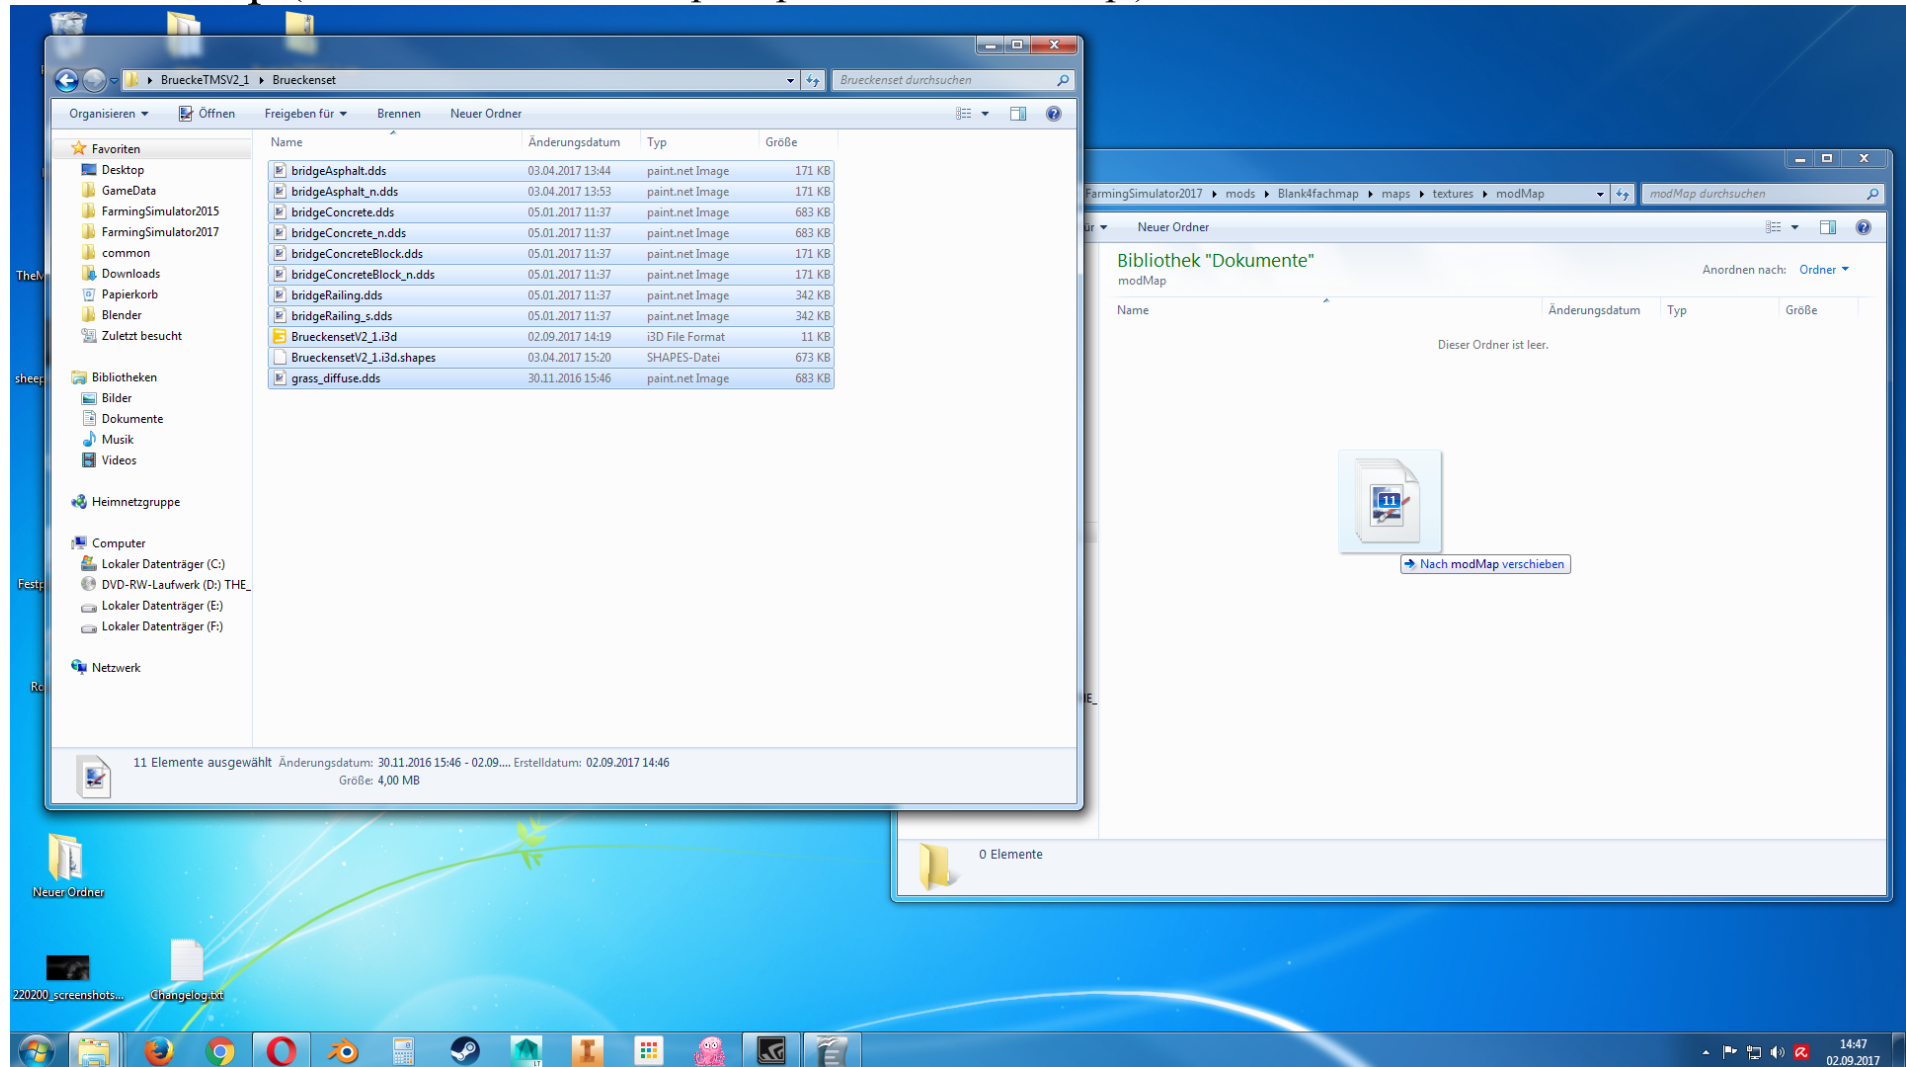 BrueckeTMSV2_1 Brueckenset
Brueckenset durchsuchen
Organisieren Öffnen Freigeben für Brennen Neuer Ordner
Name Änderungsdatum Typ Größe
Favoriten
Desktop
GameData
FarmingSimulator2015
FarmingSimulator2017
common
Downloads
Papierkorb
Blender
Zuletzt besucht
Bibliotheken
Bilder
Dokumente
Musik
Videos
Heimnetzgruppe
Computer
Lokaler Datenträger (C:)
DVD-RW-Laufwerk (D:) THE_
Lokaler Datenträger (E:)
Lokaler Datenträger (F:)
Netzwerk
bridgeAsphalt.dds 03.04.2017 13:44 paint.net Image 171 KB
bridgeAsphalt_n.dds 03.04.2017 13:53 paint.net Image 171 KB
bridgeConcrete.dds 05.01.2017 11:37 paint.net Image 683 KB
bridgeConcrete_n.dds 05.01.2017 11:37 paint.net Image 683 KB
bridgeConcreteBlock.dds 05.01.2017 11:37 paint.net Image 171 KB
bridgeConcreteBlock_n.dds 05.01.2017 11:37 paint.net Image 171 KB
bridgeRailing.dds 05.01.2017 11:37 paint.net Image 342 KB
bridgeRailing_s.dds 05.01.2017 11:37 paint.net Image 342 KB
BrueckensetV2_1.i3d 02.09.2017 14:19 i3D File Format 11 KB
BrueckensetV2_1.i3d.shapes 03.04.2017 15:20 SHAPES-Datei 673 KB
grass_diffuse.dds 30.11.2016 15:46 paint.net Image 683 KB
11 Elemente ausgewählt Änderungsdatum: 30.11.2016 15:46 - 02.09.... Erstelldatum: 02.09.2017 14:46
Größe: 4,00 MB
FarmingSimulator2017 mods Blank4fachmap maps textures modMap
modMap durchsuchen
ür Neuer Ordner
Bibliothek "Dokumente"
modMap
Anordnen nach: Ordner
Name Änderungsdatum Typ Größe
Dieser Ordner ist leer.
11
Nach modMap verschieben
HE_
0 Elemente
TheM
sheep
Festp
Neuer Ordner
220200_screenshots...
Changelog.txt
LT
14:47
02.09.2017